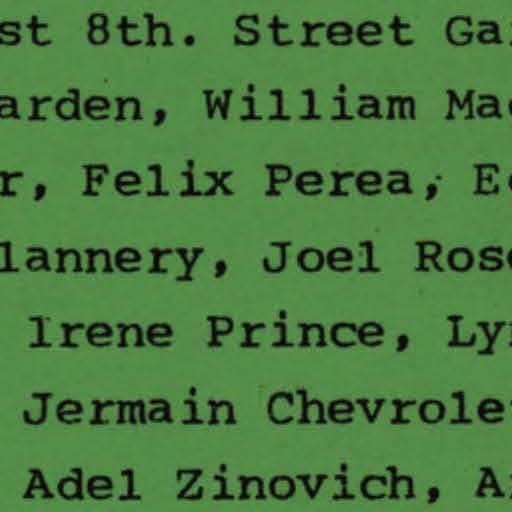 st 8th. Street Ga
arden, William Ma
r, Felix Perea, E
lannery, Joel Ros
Irene Prince, Ly
Jermain Chevrole
Adel Zinovich, A